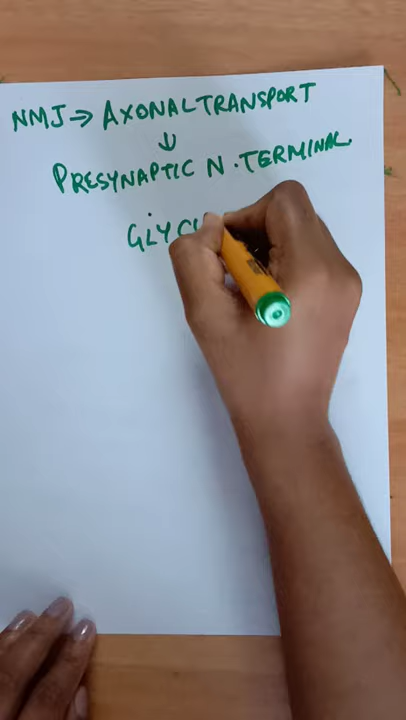 NMJ ⇒ AXONAL TRANSPORT
⇓
PRESYNAPTIC N. TERMINAL